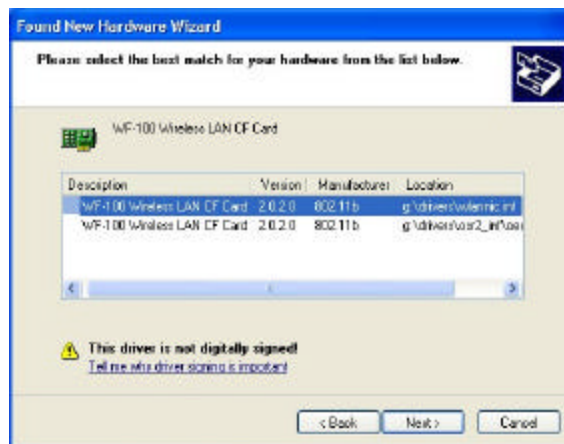 Found New Hardware Wizard
Please select the best match for your hardware from the list below.
WF-100 Wireless LAN CF Card
Description Version Manufacturer Location
WF-100 Wireless LAN CF Card 2.0.2.0 802.11b g:\drivers\wlannic.inf
WF-100 Wireless LAN CF Card 2.0.2.0 802.11b g:\drivers\osr2_inf\oe
This driver is not digitally signed!
Tell me why driver signing is important
< Back Next > Cancel